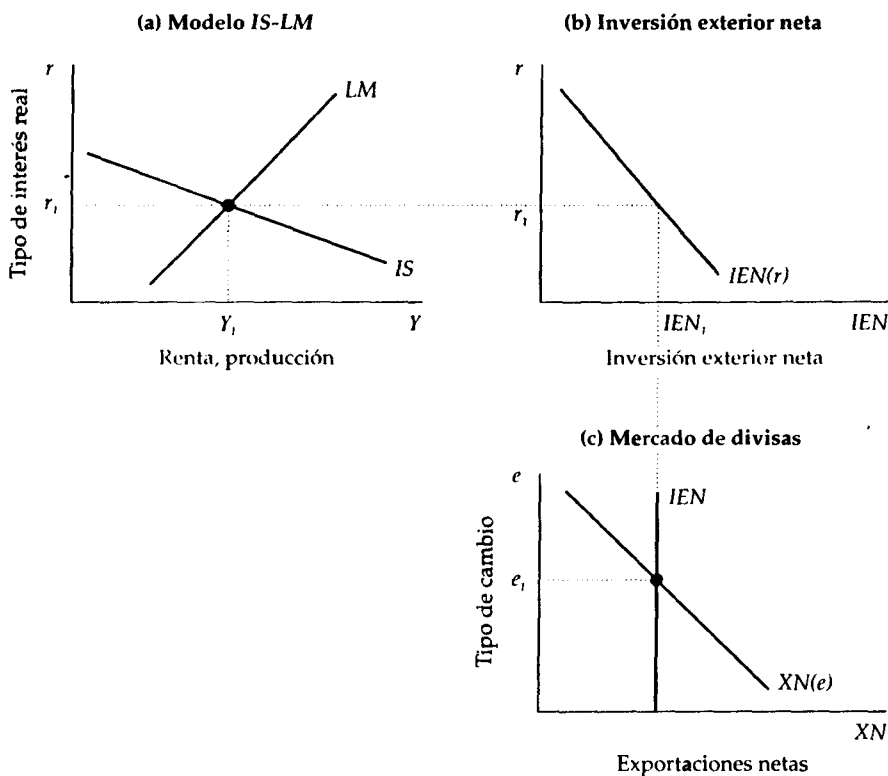 (a) Modelo IS-LM
(b) Inversión exterior neta
r
LM
Tipo de interés real
r₁
IS
Y₁
Y
Renta, producción
r
r₁
IEN(r)
IEN₁
IEN
Inversión exterior neta
(c) Mercado de divisas
e
IEN
Tipo de cambio
e₁
XN(e)
XN
Exportaciones netas